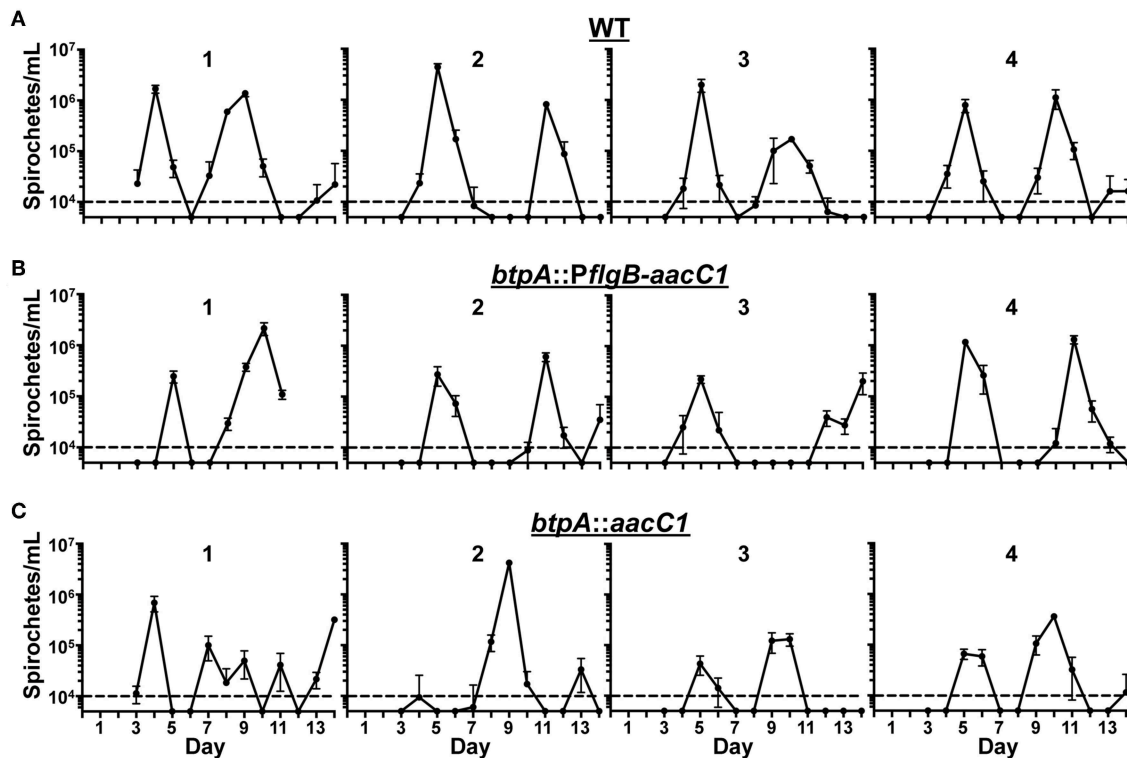 A
WT
1 2 3 4
Spirochetes/mL
10⁷
10⁶
10⁵
10⁴
B
btpA::PflgB-aacC1
1 2 3 4
Spirochetes/mL
10⁷
10⁶
10⁵
10⁴
C
btpA::aacC1
1 2 3 4
Spirochetes/mL
10⁷
10⁶
10⁵
10⁴
1 3 5 7 9 11 13 1 3 5 7 9 11 13 1 3 5 7 9 11 13 1 3 5 7 9 11 13
Day Day Day Day